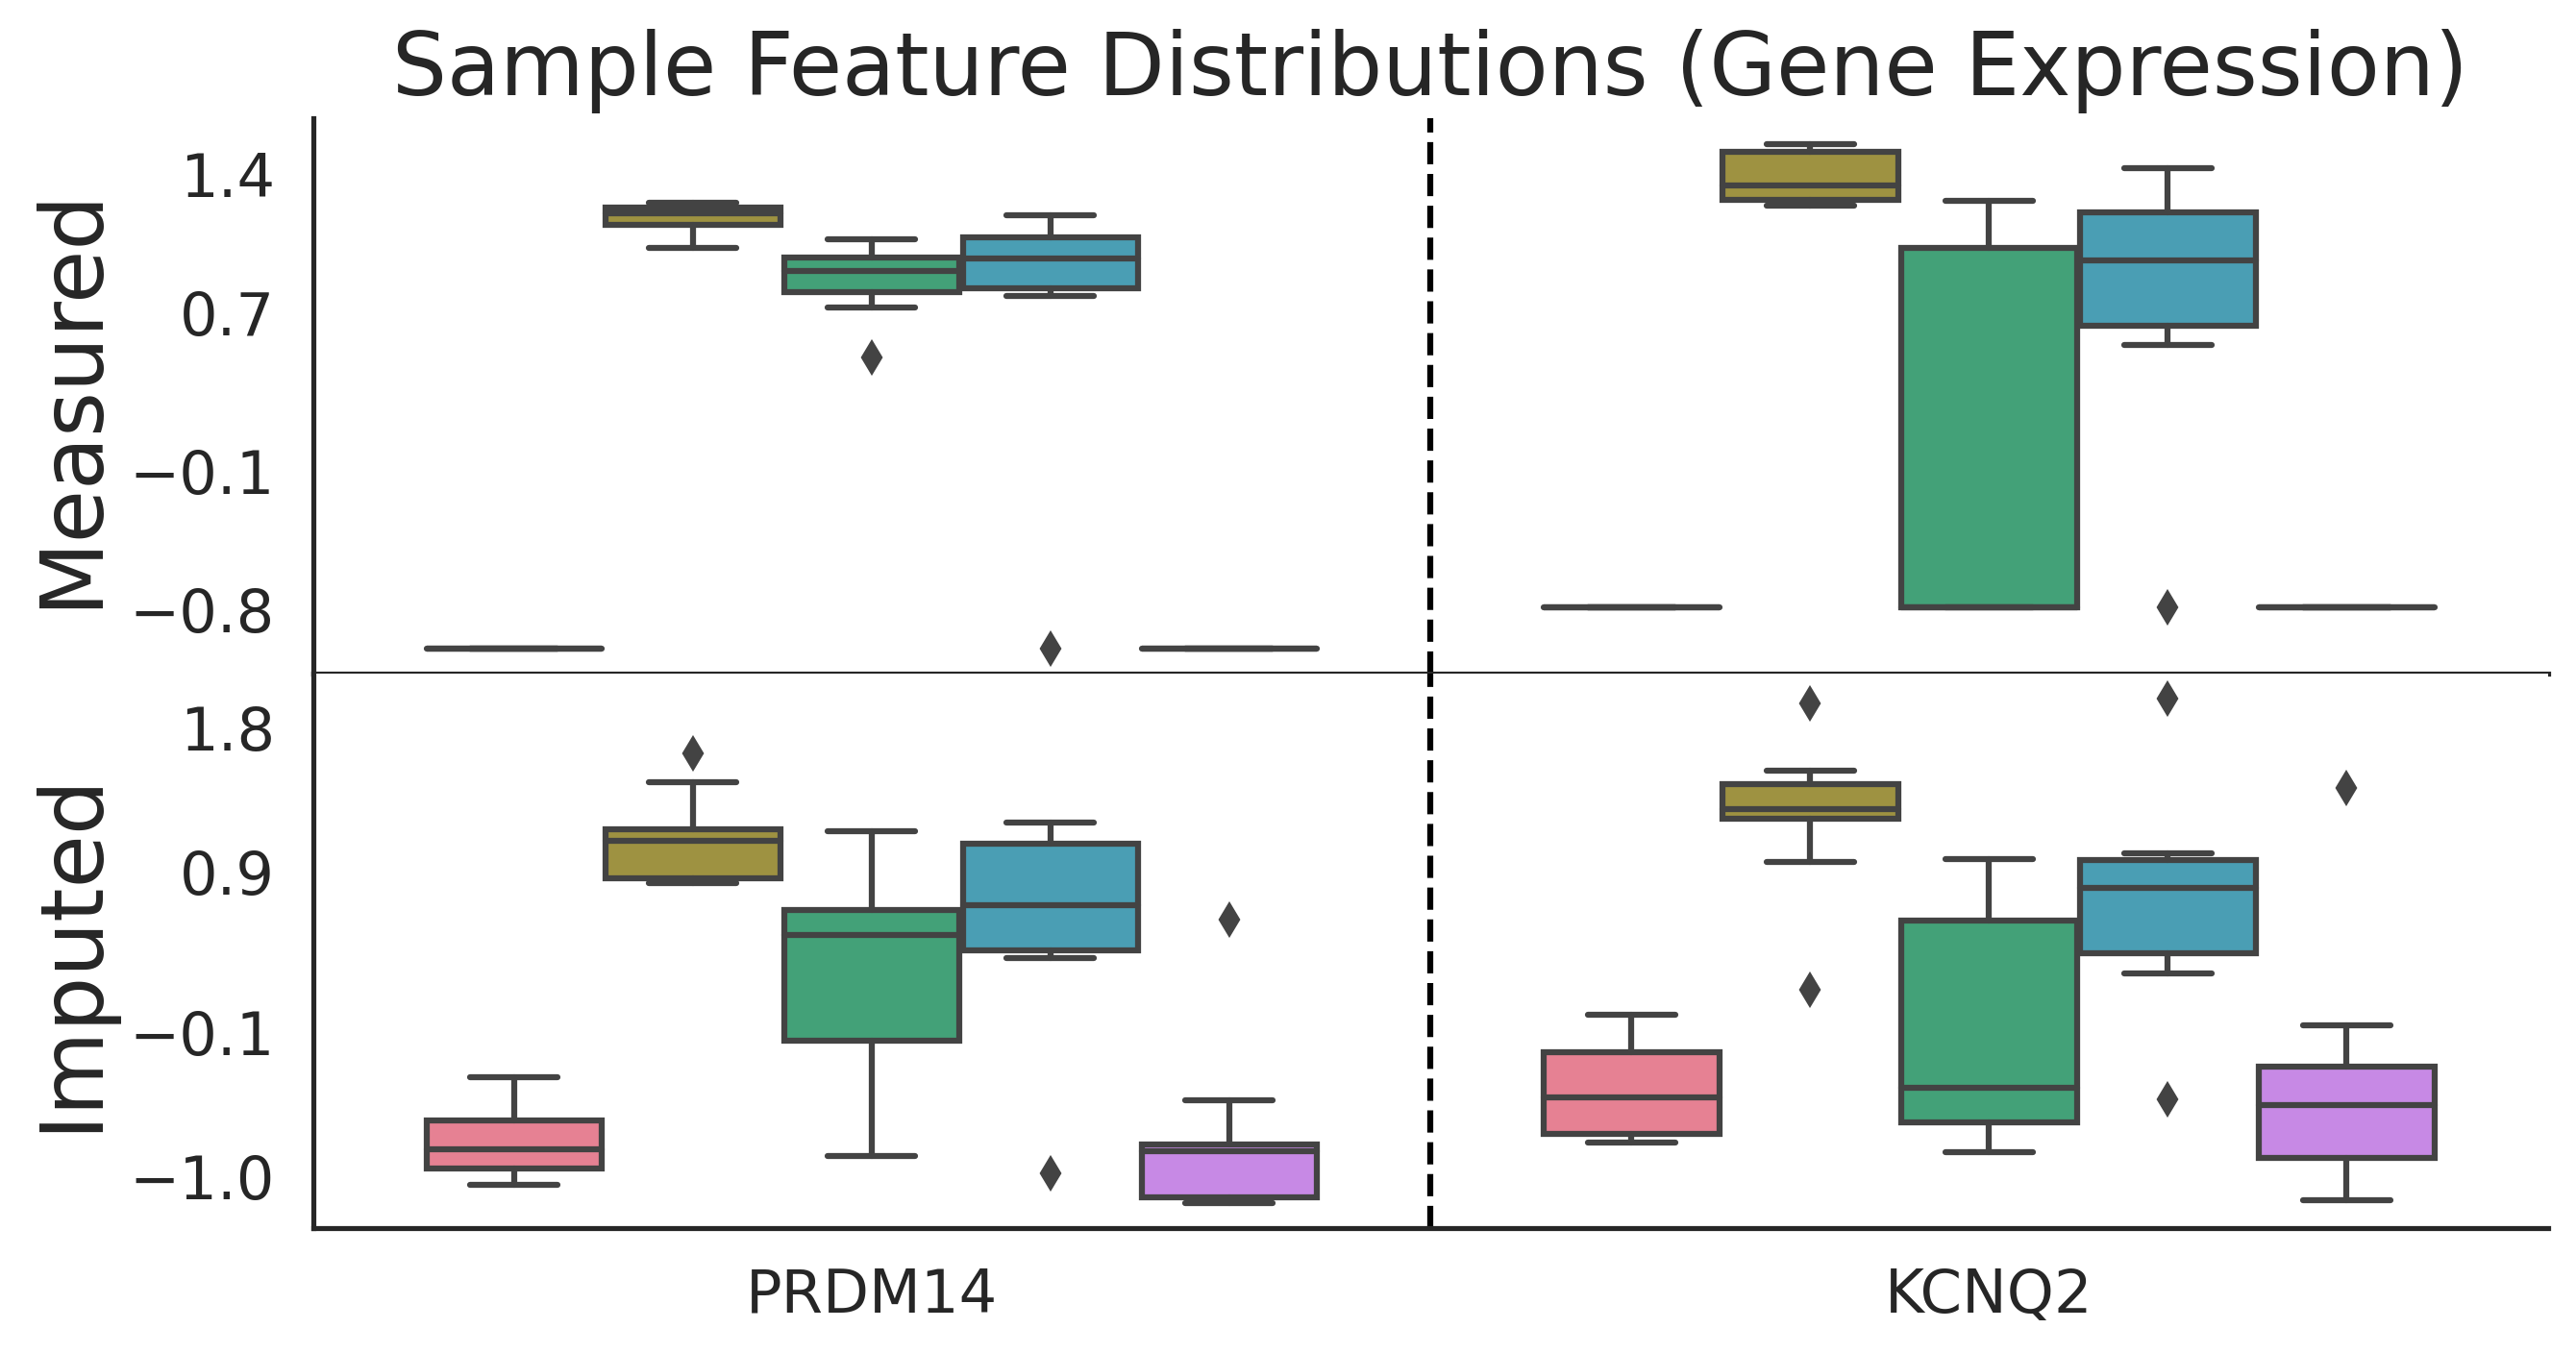 Sample Feature Distributions (Gene Expression)
Measured
1.4
0.7
−0.1
−0.8
Imputed
1.8
0.9
−0.1
−1.0
PRDM14
KCNQ2